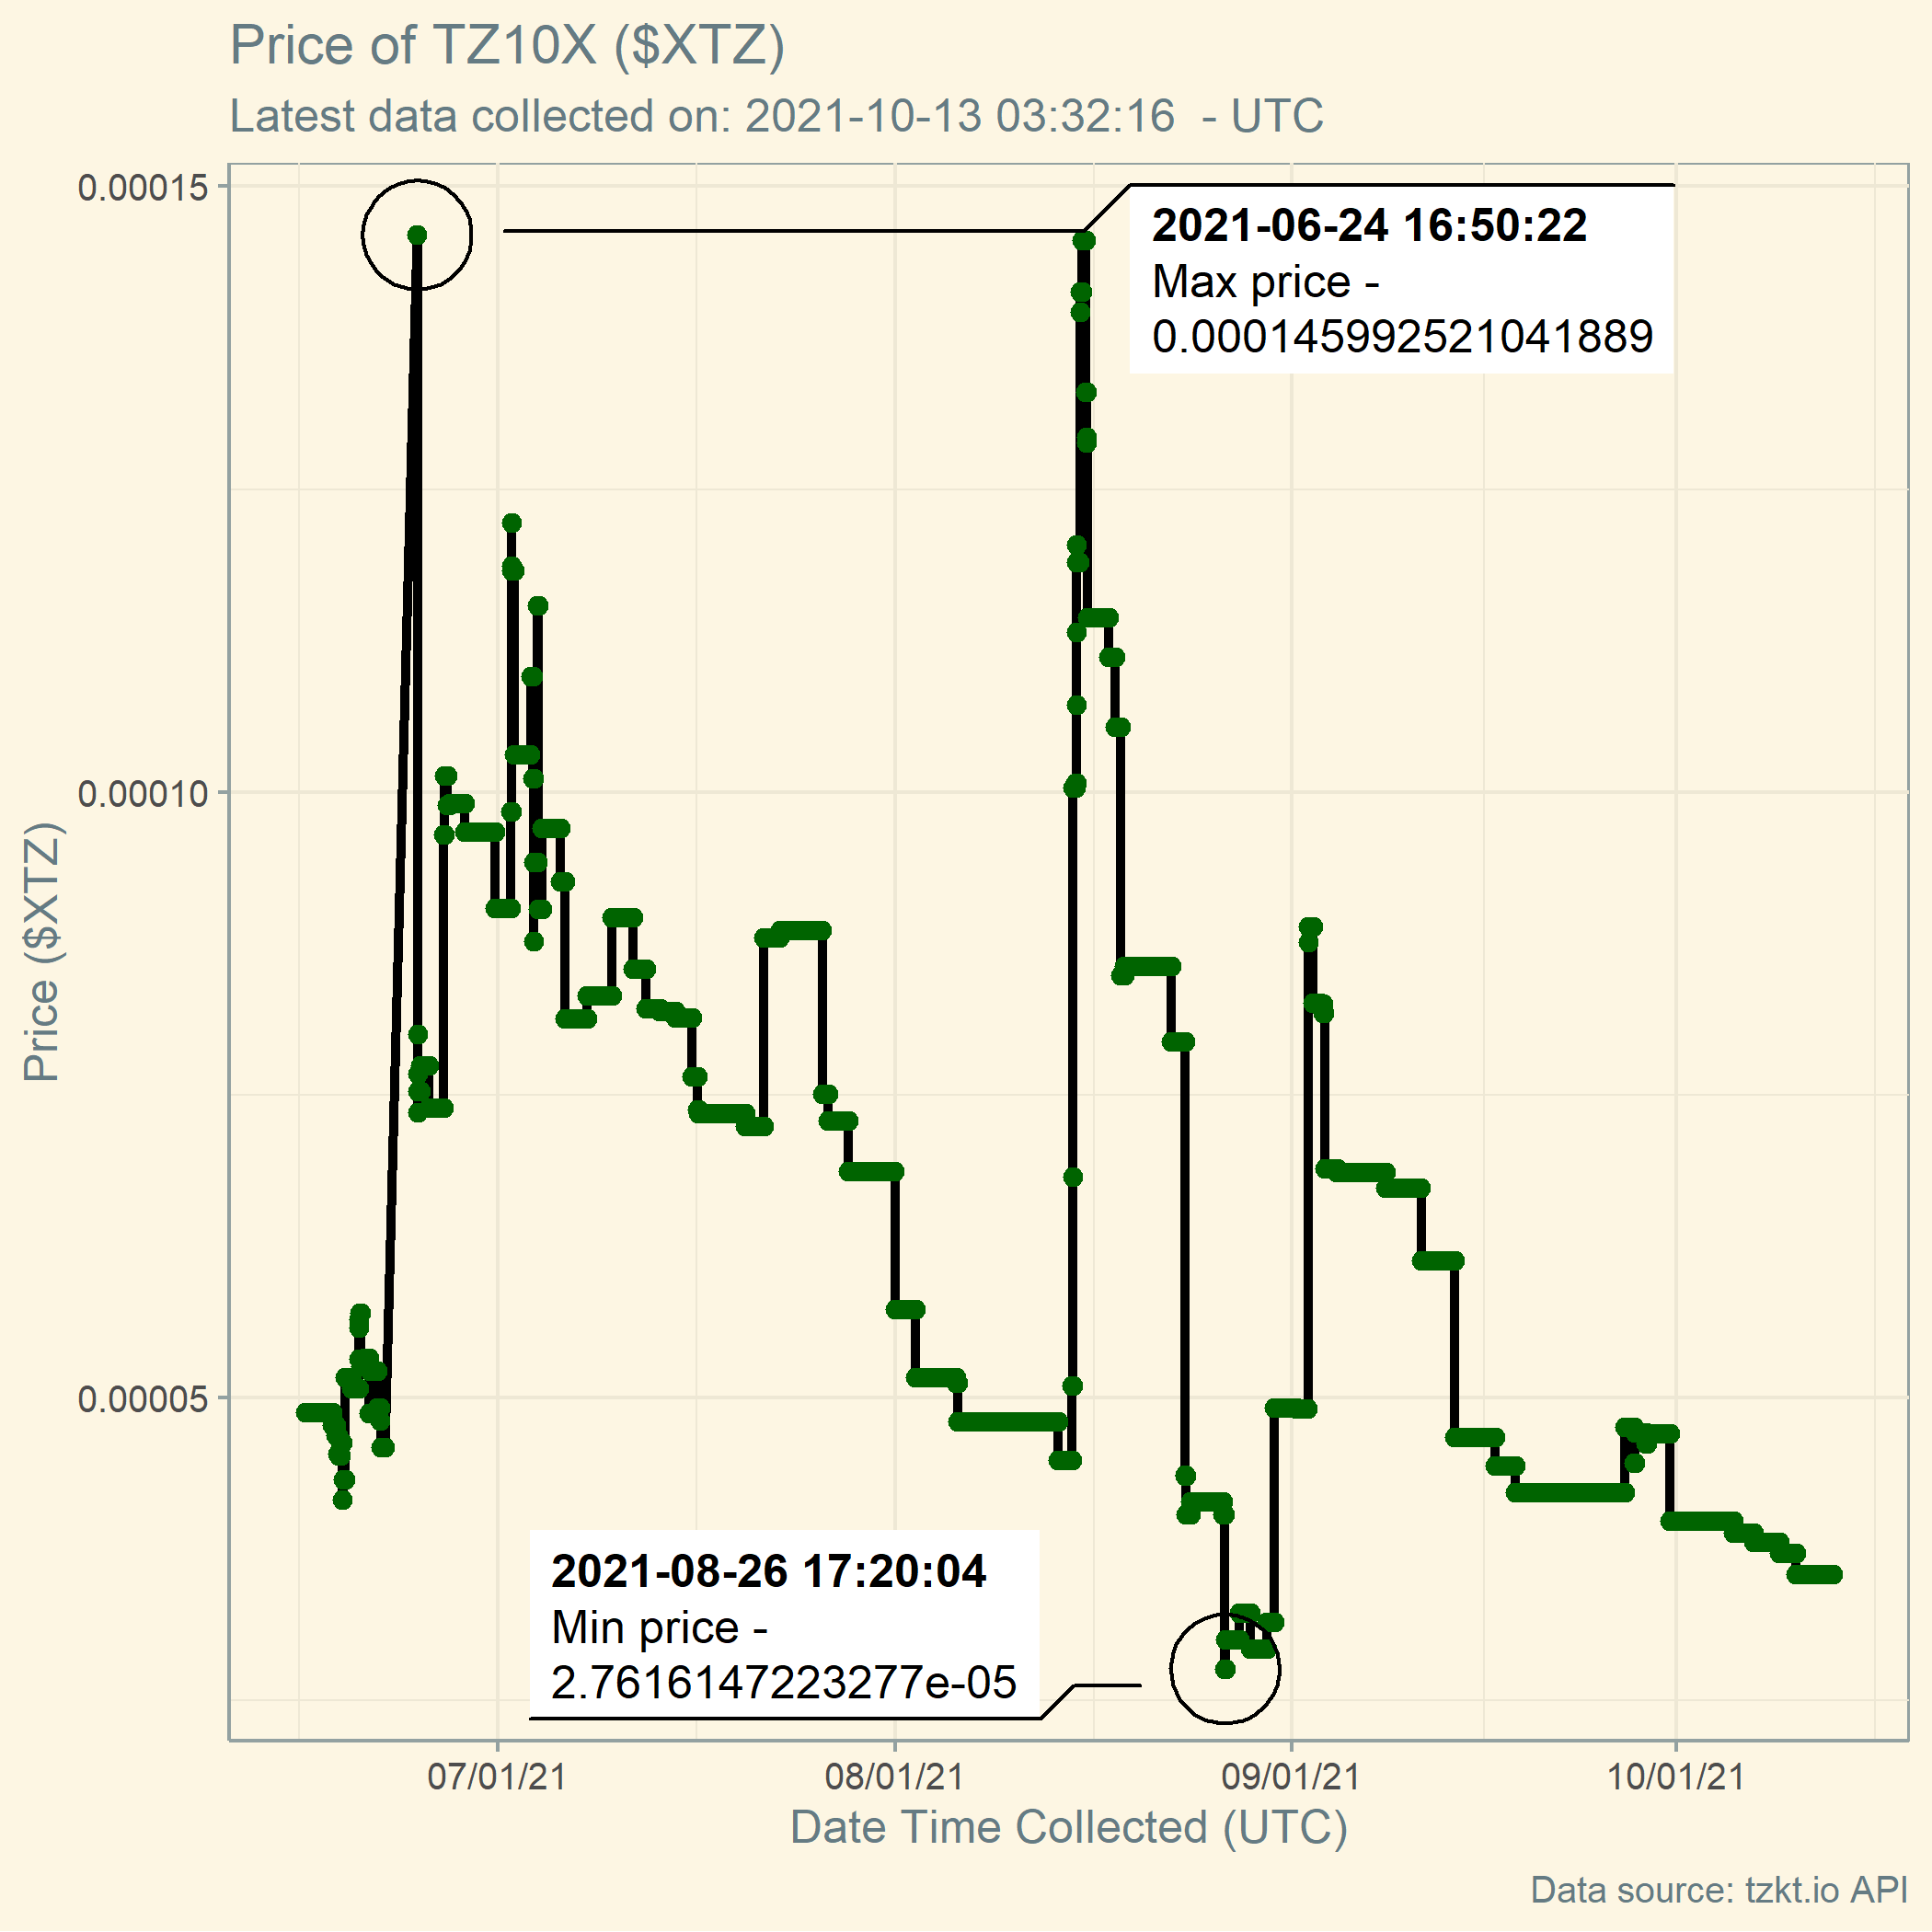 Price of TZ10X ($XTZ)
Latest data collected on: 2021-10-13 03:32:16  - UTC
0.00015
0.00010
0.00005
Price ($XTZ)
2021-06-24 16:50:22
Max price -
0.000145992521041889
2021-08-26 17:20:04
Min price -
2.7616147223277e-05
07/01/21
08/01/21
09/01/21
10/01/21
Date Time Collected (UTC)
Data source: tzkt.io API